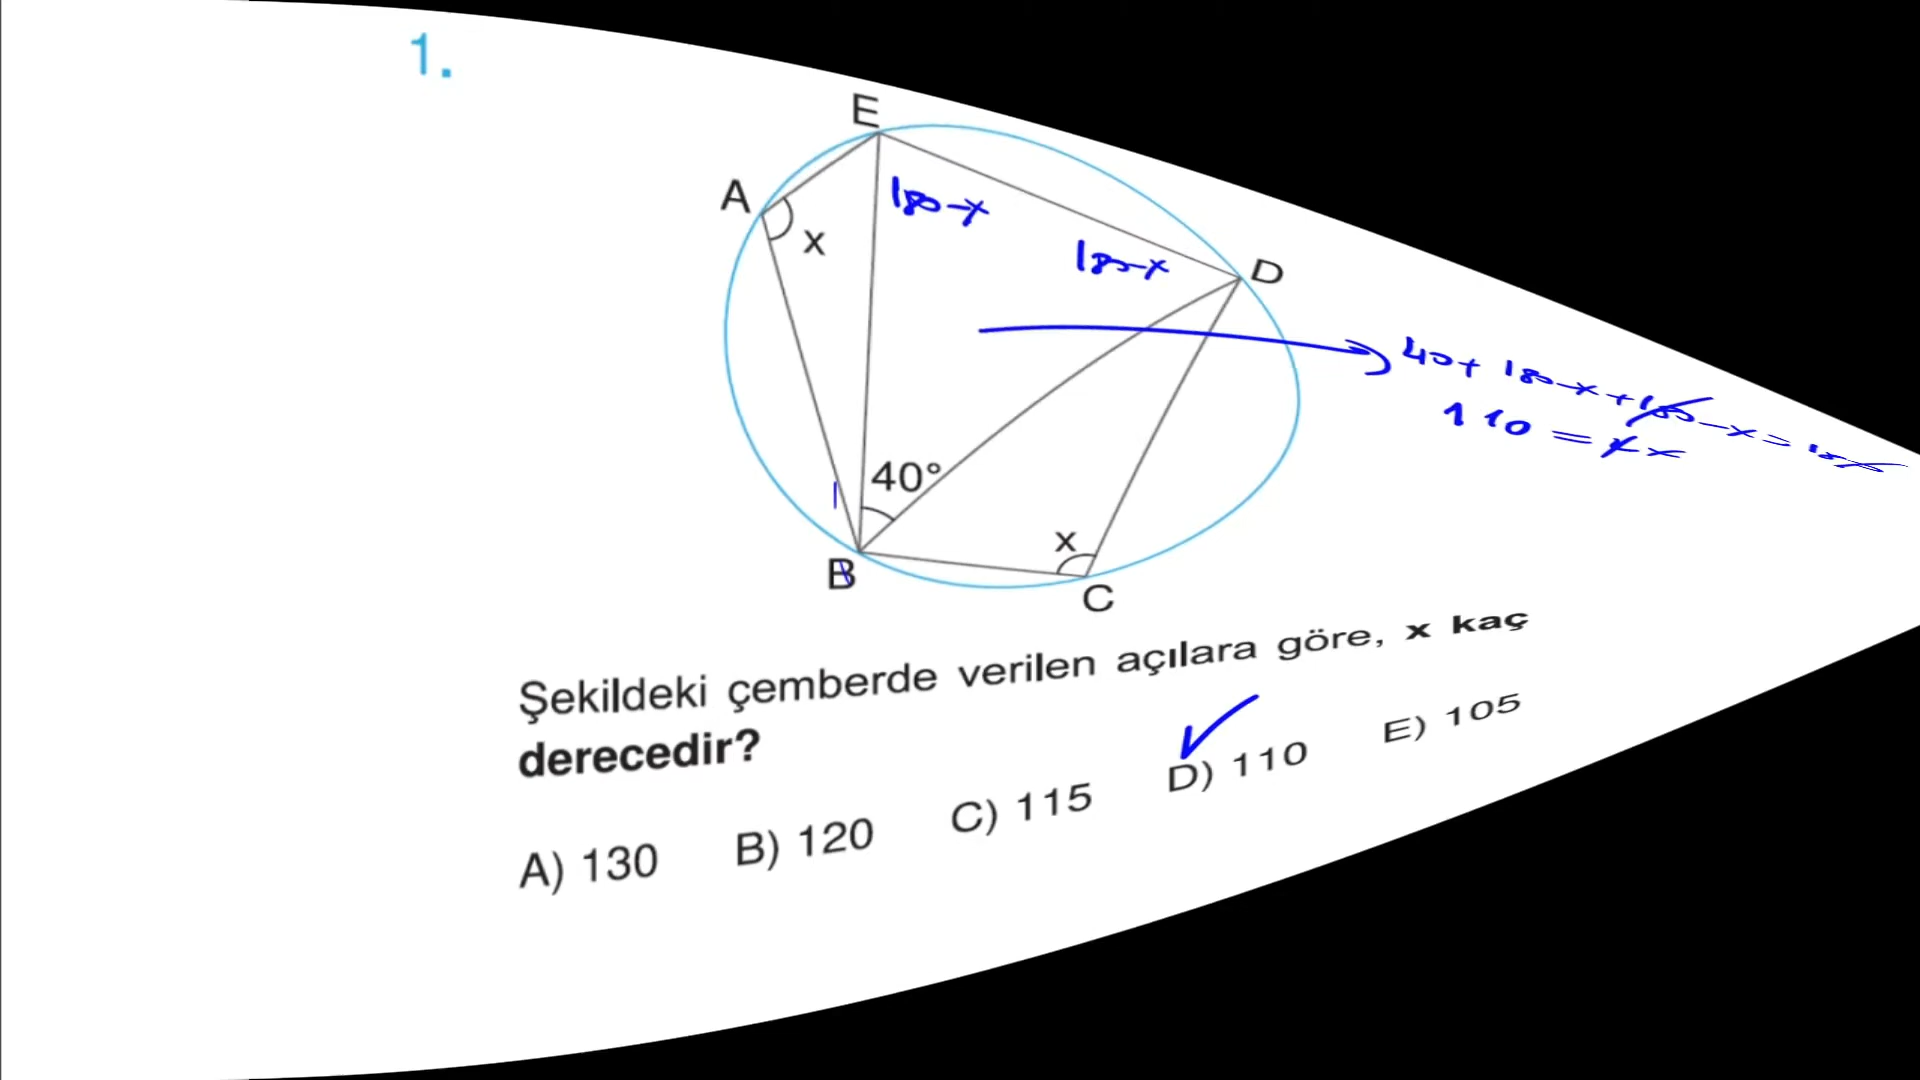 1.
E
A
x
180-x
180-x
D
40+180-x+180-x=180
110 = x
40°
x
B
C
Şekildeki çemberde verilen açılara göre, x kaç
derecedir?
A) 130 B) 120 C) 115 D) 110 E) 105